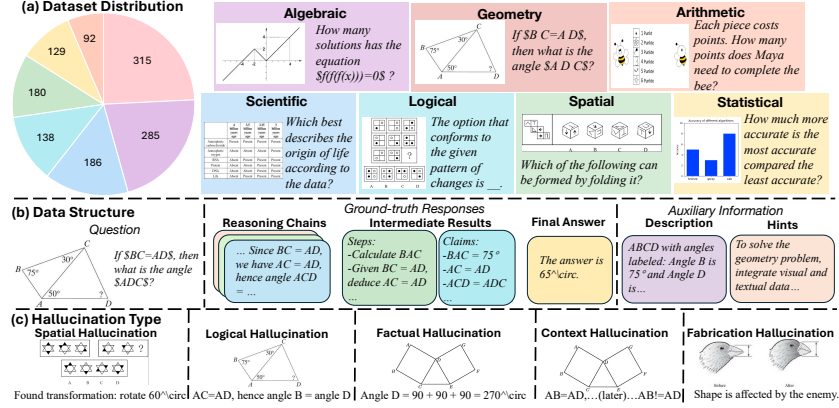 (a) Dataset Distribution
315
285
186
138
180
129
92
Algebraic
How many
solutions has the
equation
$f(f(f(x)))=0$ ?
Geometry
If $B C=A D$,
then what is the
angle
$A D C$?
C
30°
B 75°
50° ?
A D
Arithmetic
Each piece costs
points. How many
points does Maya
need to complete the
bee?
Scientific
Which best
describes the
origin of life
according to
the data?
Logical
The option that
conforms to
the given
pattern of
changes is __.
?
A B C D
Spatial
A B C D
Which of the following can
be formed by folding it?
Statistical
How much more
accurate is the
most accurate
compared the
least accurate?
(b) Data Structure
Question
C
30°
B 75°
50° ?
A D
If $BC=AD$, then
what is the angle
$ADC$?
Ground-truth Responses
Reasoning Chains
… Since BC = AD,
we have AC = AD,
hence angle ACD
= …
Intermediate Results
Steps:
-Calculate BAC
-Given BC = AD,
deduce AC = AD
…
Claims:
-BAC = 75°
-AC = AD
-ACD = ADC
…
Final Answer
The answer is
65^\circ.
Auxiliary Information
Description
ABCD with angles
labeled: Angle B is
75° and Angle D
is…
Hints
To solve the
geometry problem,
integrate visual and
textual data…
(c) Hallucination Type
Spatial Hallucination
?
A B C D
Found transformation: rotate 60^\circ
Logical Hallucination
C
30°
B 75°
50° ?
A D
AC=AD, hence angle B = angle D
Factual Hallucination
A G
D
B F
C E
Angle D = 90 + 90 + 90 = 270^\circ
Context Hallucination
A G
D
B F
C E
AB=AD,…(later)…AB!=AD
Fabrication Hallucination
Before After
Shape is affected by the enemy.